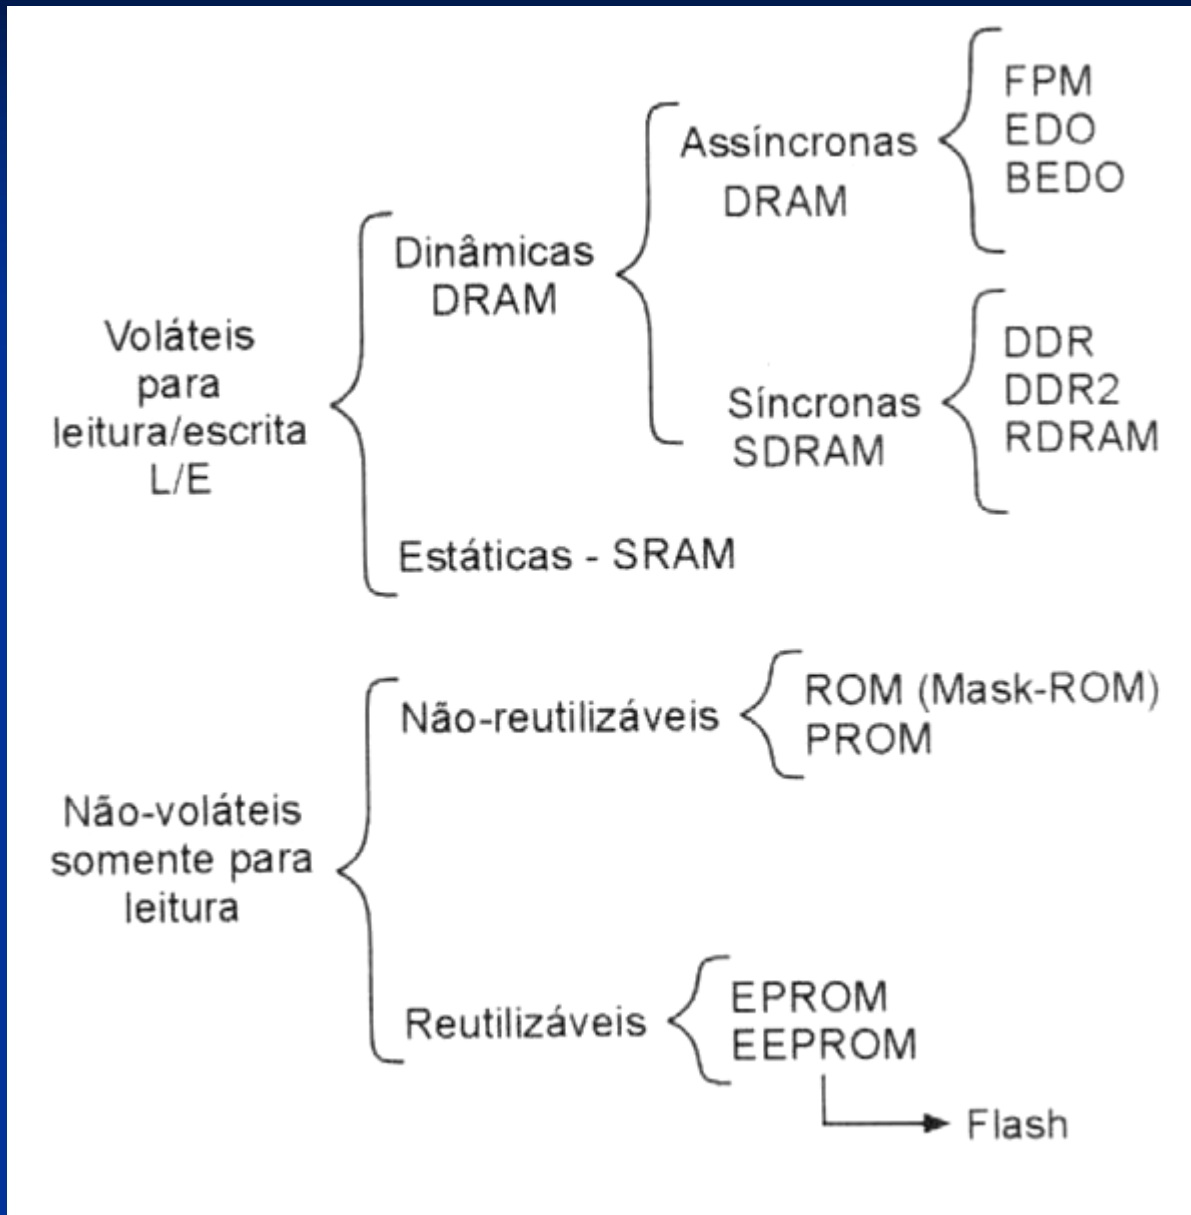 Voláteis
para
leitura/escrita
L/E
Dinâmicas
DRAM
Assíncronas
DRAM
FPM
EDO
BEDO
Síncronas
SDRAM
DDR
DDR2
RDRAM
Estáticas - SRAM
Não-voláteis
somente para
leitura
Não-reutilizáveis
ROM (Mask-ROM)
PROM
Reutilizáveis
EPROM
EEPROM
Flash